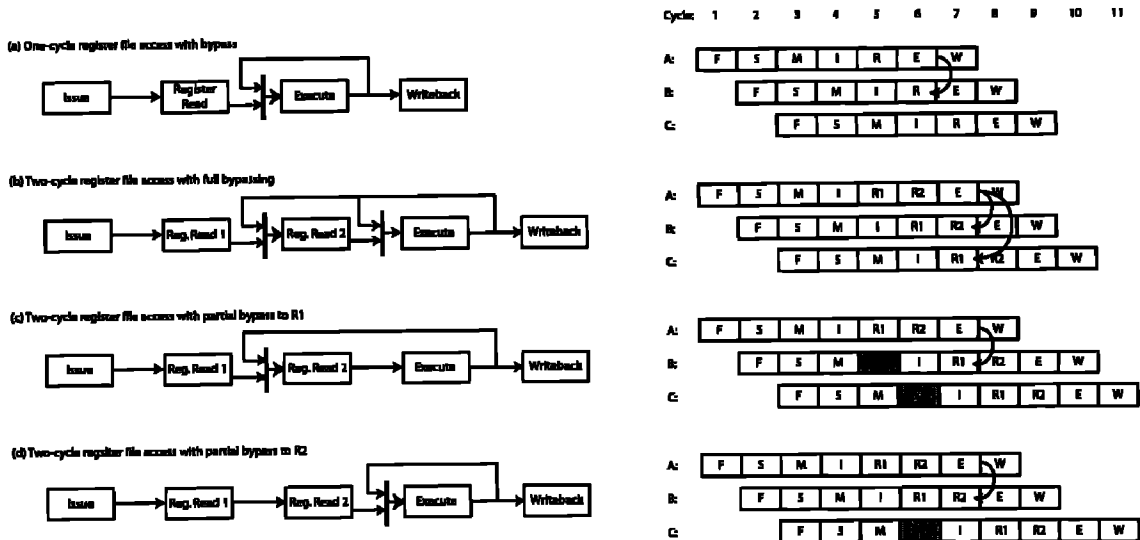 Cycle: 1 2 3 4 5 6 7 8 9 10 11
(a) One-cycle register file access with bypass
Issue Register Read Execute Writeback
A: F S M I R E W
B: F S M I R E W
C: F S M I R E W
(b) Two-cycle register file access with full bypassing
Issue Reg. Read 1 Reg. Read 2 Execute Writeback
A: F S M I R1 R2 E W
B: F S M I R1 R2 E W
C: F S M I R1 R2 E W
(c) Two-cycle register file access with partial bypass to R1
Issue Reg. Read 1 Reg. Read 2 Execute Writeback
A: F S M I R1 R2 E W
B: F S M I R1 R2 E W
C: F S M I R1 R2 E W
(d) Two-cycle regsiter file access with partial bypass to R2
Issue Reg. Read 1 Reg. Read 2 Execute Writeback
A: F S M I R1 R2 E W
B: F S M I R1 R2 E W
C: F S M I R1 R2 E W